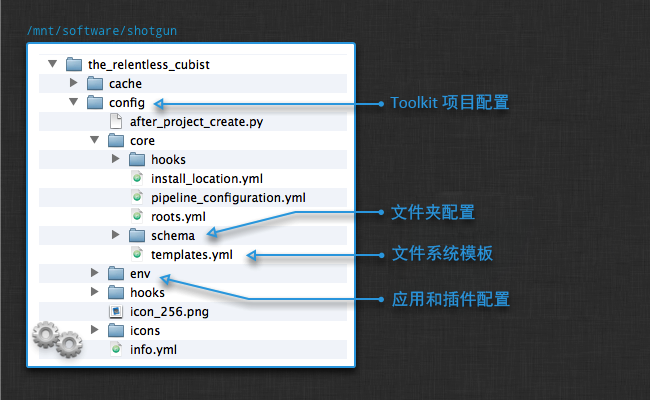 /mnt/software/shotgun
the_relentless_cubist
cache
config
Toolkit 项目配置
after_project_create.py
core
hooks
install_location.yml
pipeline_configuration.yml
roots.yml
文件夹配置
schema
templates.yml
文件系统模板
env
hooks
应用和插件配置
icon_256.png
icons
info.yml